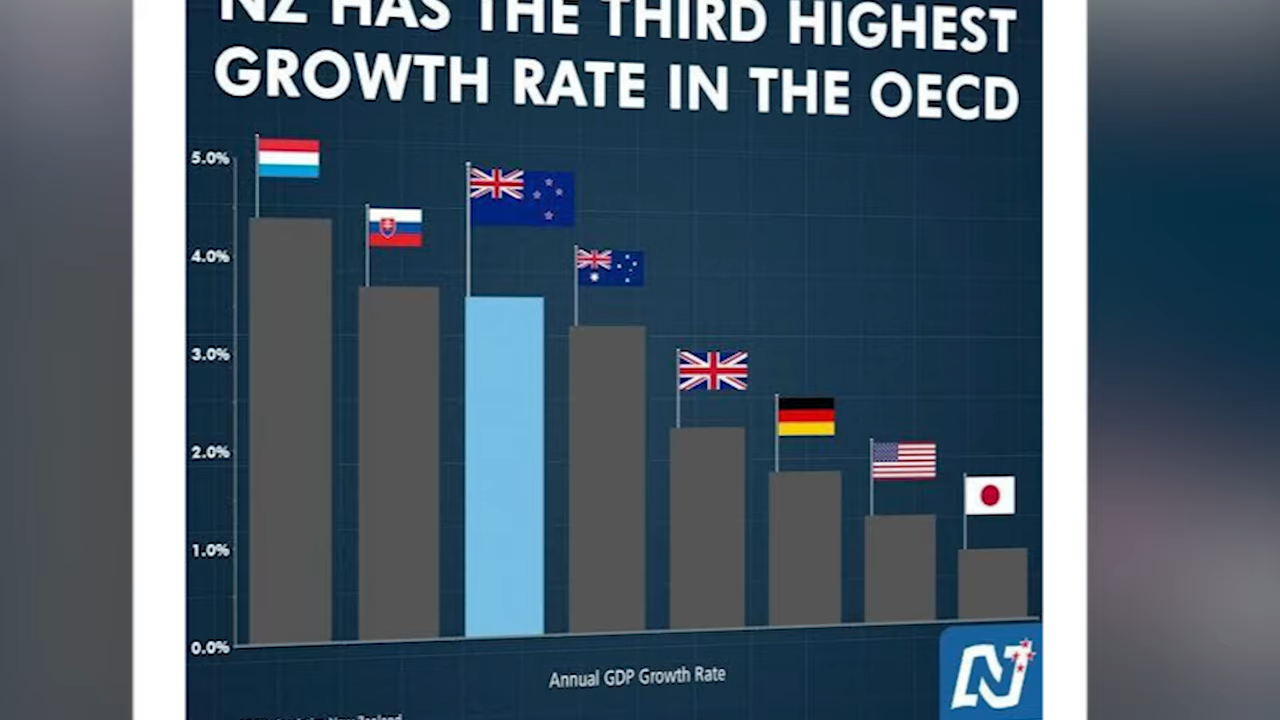 NZ HAS THE THIRD HIGHEST
GROWTH RATE IN THE OECD
5.0%
4.0%
3.0%
2.0%
1.0%
0.0%
Annual GDP Growth Rate
N